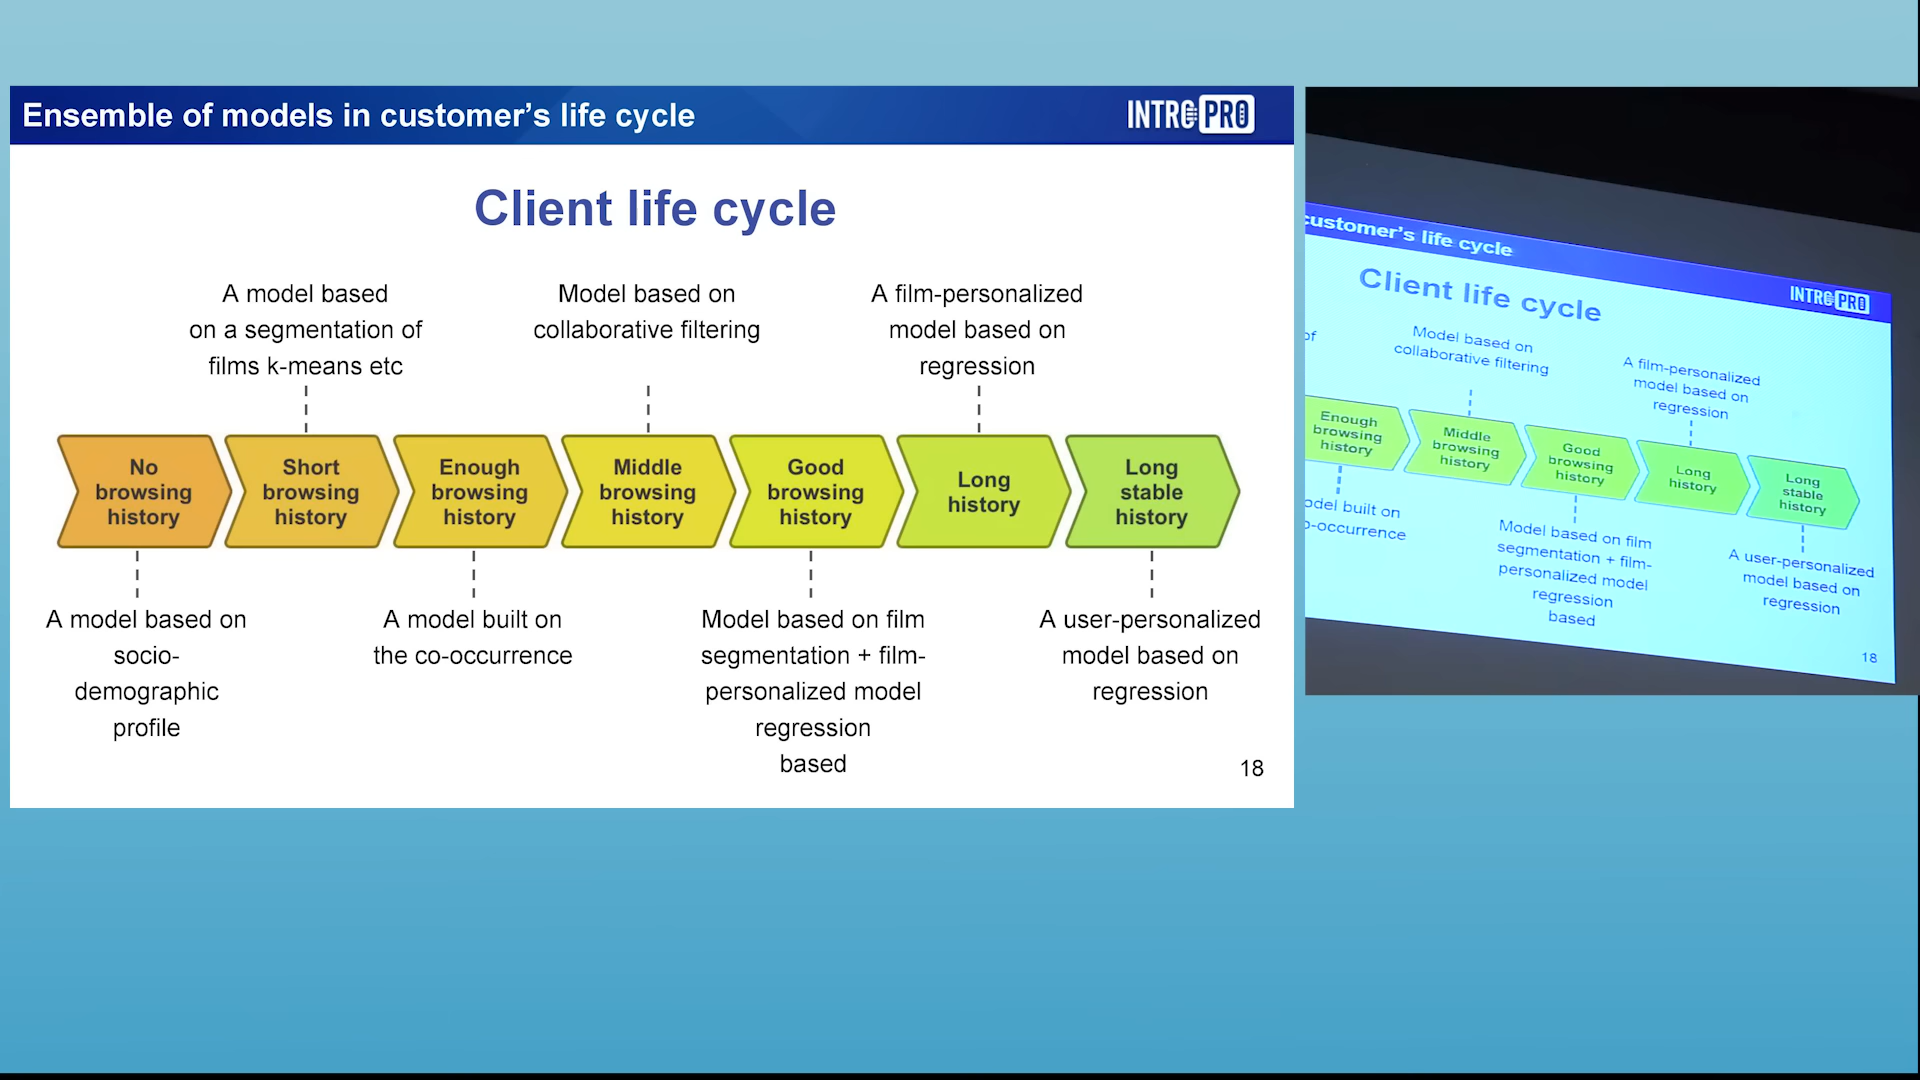 Ensemble of models in customer's life cycle
INTRO PRO
Client life cycle
A model based
on a segmentation of
films k-means etc
Model based on
collaborative filtering
A film-personalized
model based on
regression
No
browsing
history
Short
browsing
history
Enough
browsing
history
Middle
browsing
history
Good
browsing
history
Long
history
Long
stable
history
A model based on
socio-
demographic
profile
A model built on
the co-occurrence
Model based on film
segmentation + film-
personalized model
regression
based
A user-personalized
model based on
regression
18
customer's life cycle
INTRO PRO
Client life cycle
of
Model based on
collaborative filtering
A film-personalized
model based on
regression
Enough
browsing
history
Middle
browsing
history
Good
browsing
history
Long
history
Long
stable
history
odel built on
o-occurrence
Model based on film
segmentation + film-
personalized model
regression
based
A user-personalized
model based on
regression
18